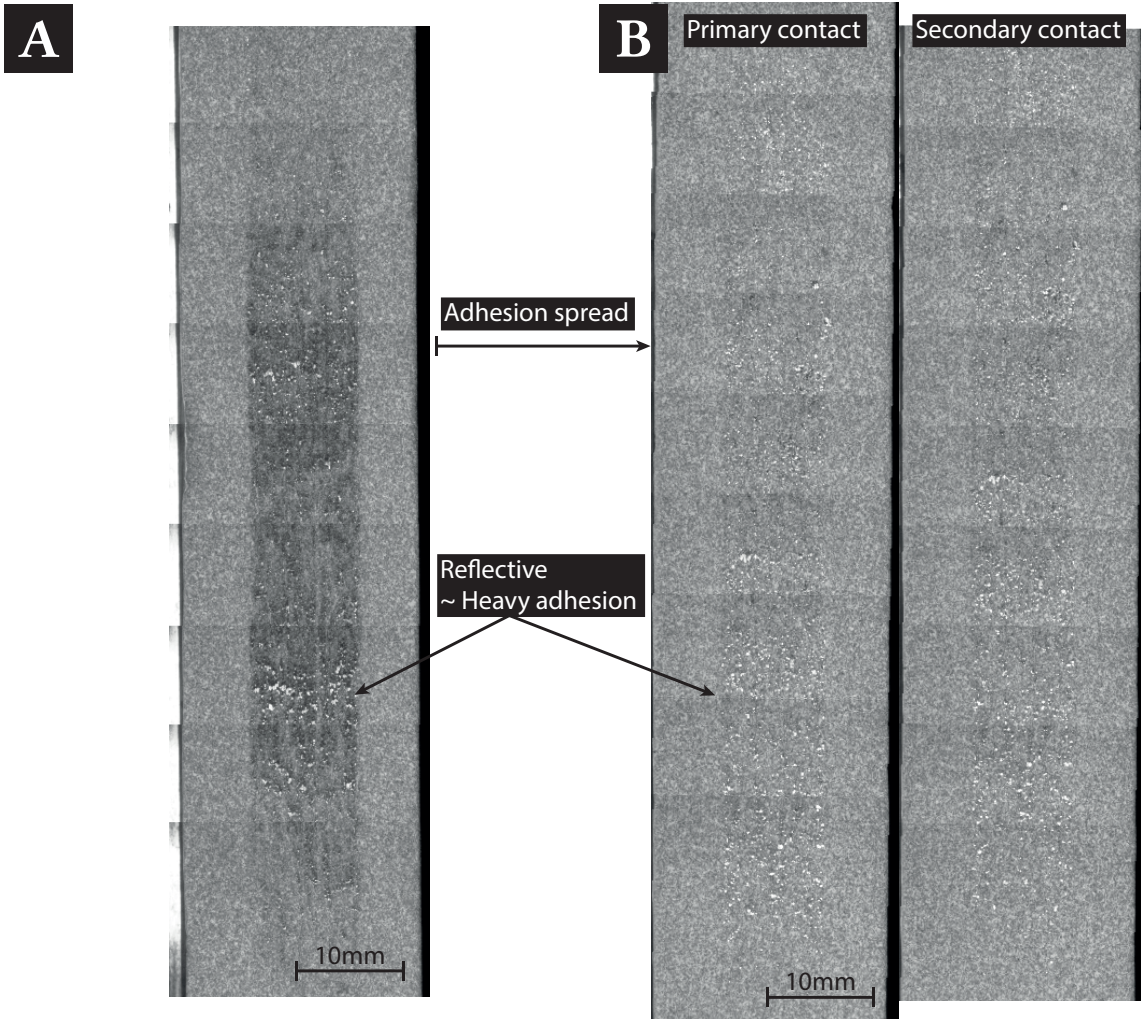 A
B
Primary contact
Secondary contact
Adhesion spread
Reflective
~ Heavy adhesion
10mm
10mm